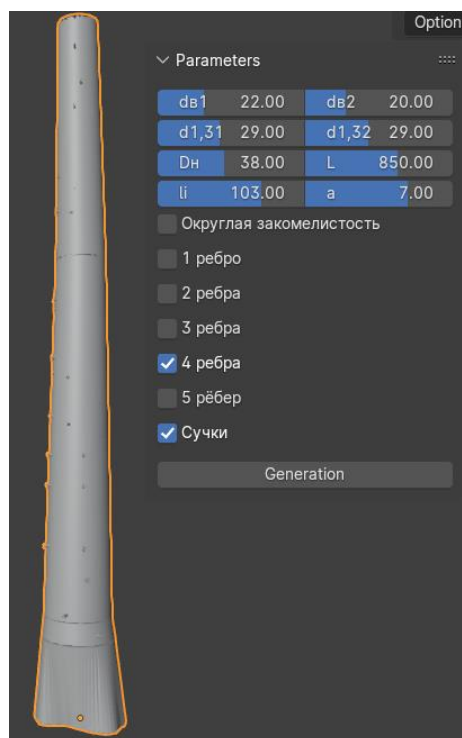 Option
Parameters
dв1 22.00 dв2 20.00
d1,31 29.00 d1,32 29.00
Dн 38.00 L 850.00
li 103.00 a 7.00
Округлая закомелистость
1 ребро
2 ребра
3 ребра
4 ребра
5 рёбер
Сучки
Generation